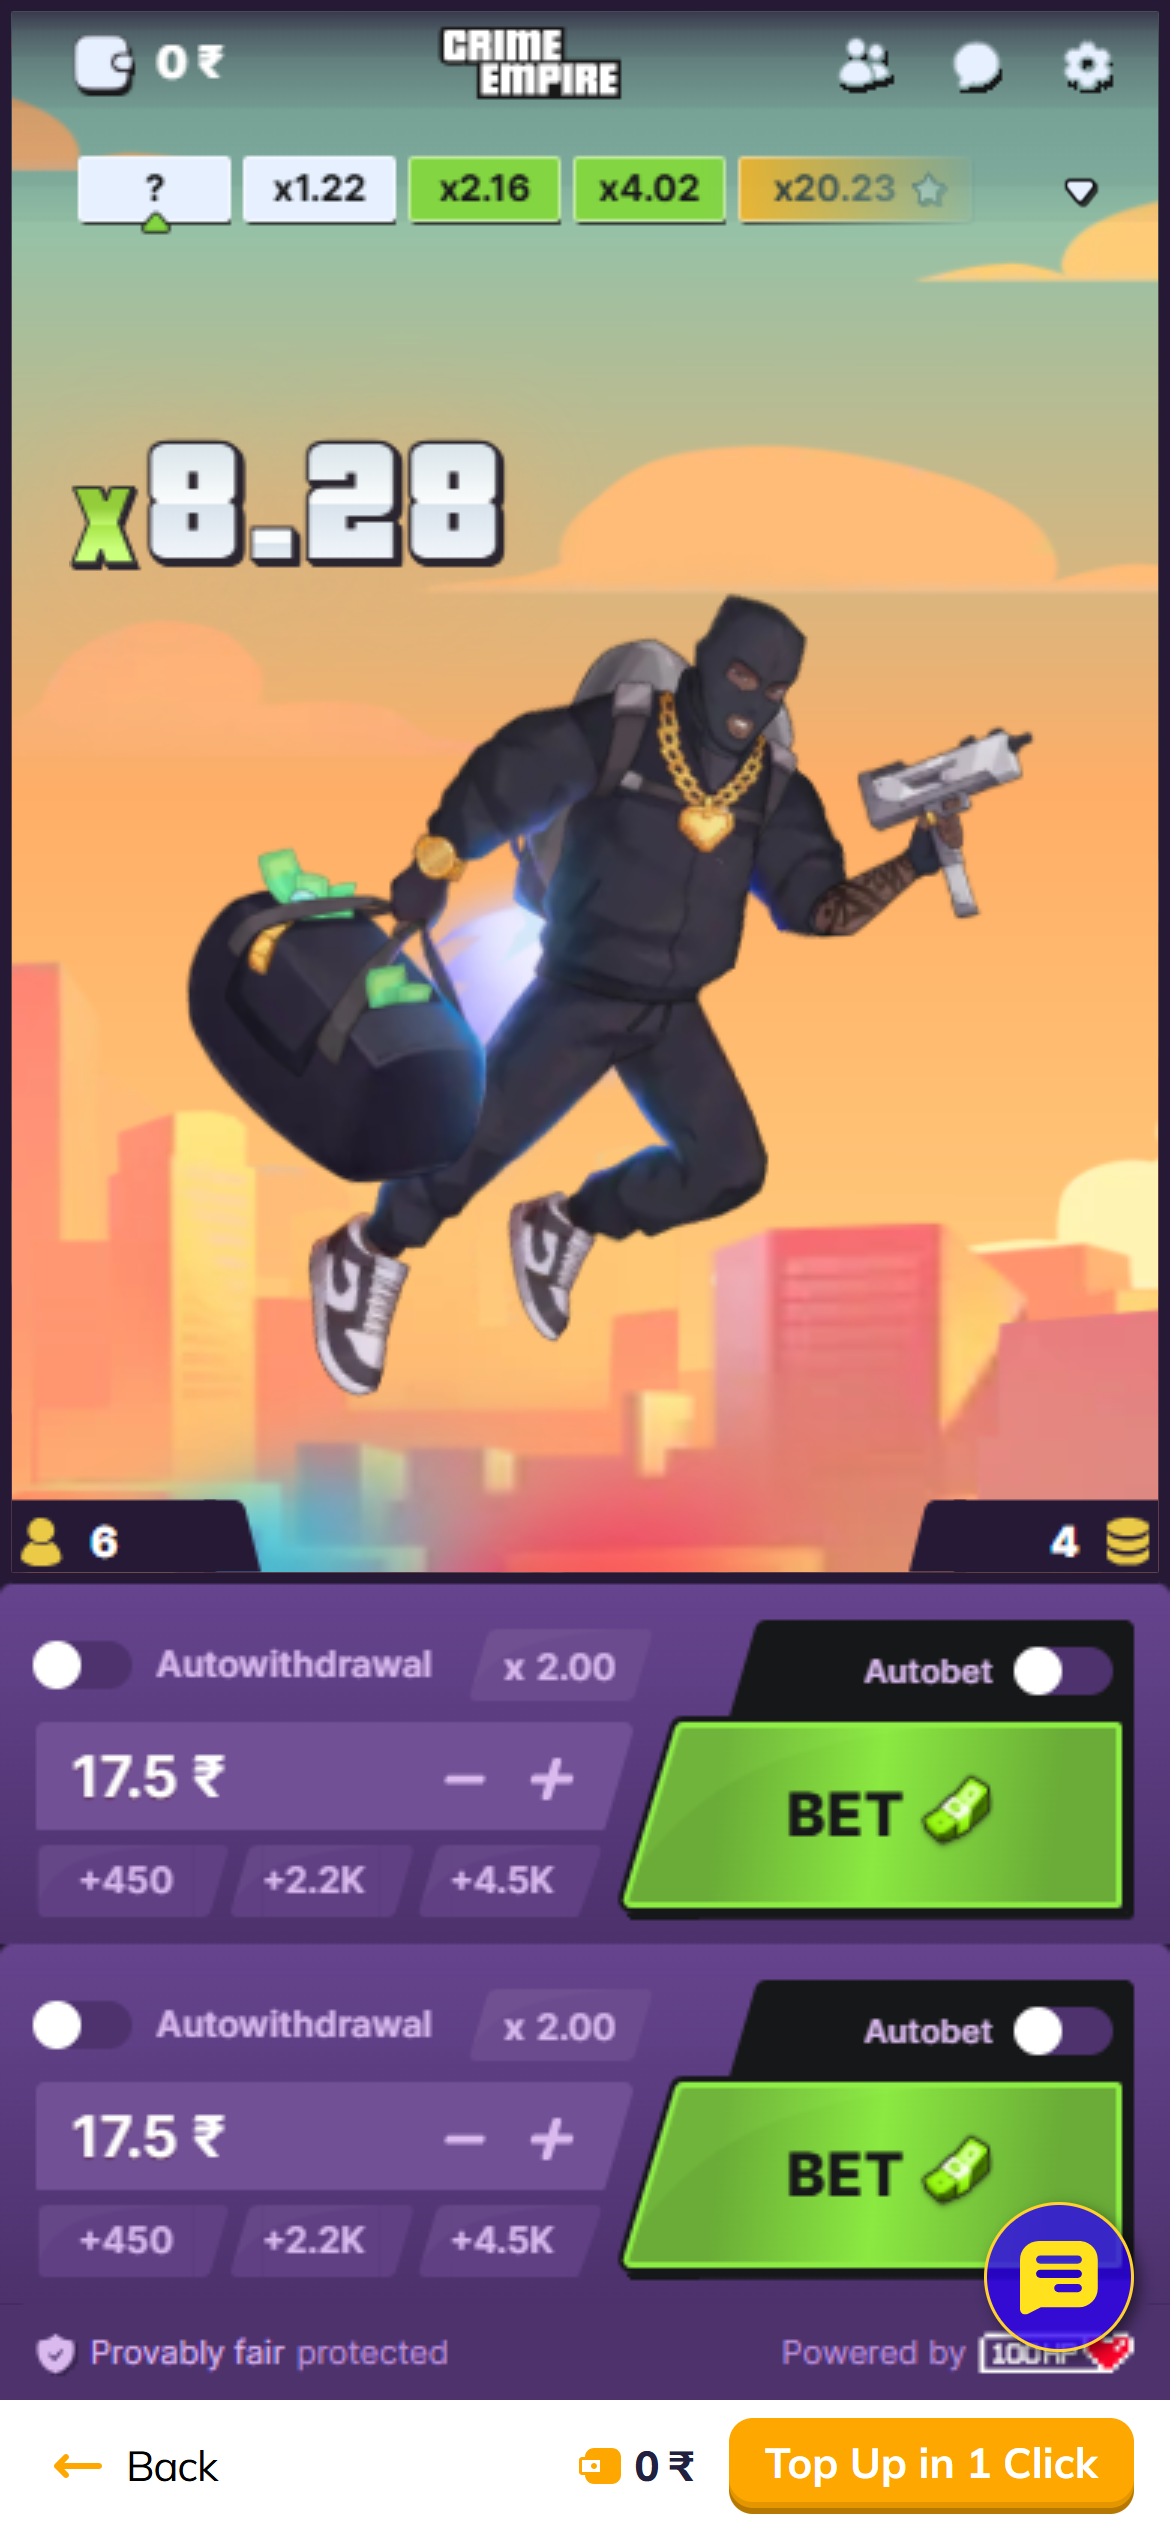 0 ₹
CRIME
EMPIRE
?
x1.22
x2.16
x4.02
x20.23
x8.28
6
4
Autowithdrawal
x 2.00
Autobet
17.5 ₹
− +
BET
+450
+2.2K
+4.5K
Autowithdrawal
x 2.00
Autobet
17.5 ₹
− +
BET
+450
+2.2K
+4.5K
Provably fair protected
Powered by
Back
0 ₹
Top Up in 1 Click